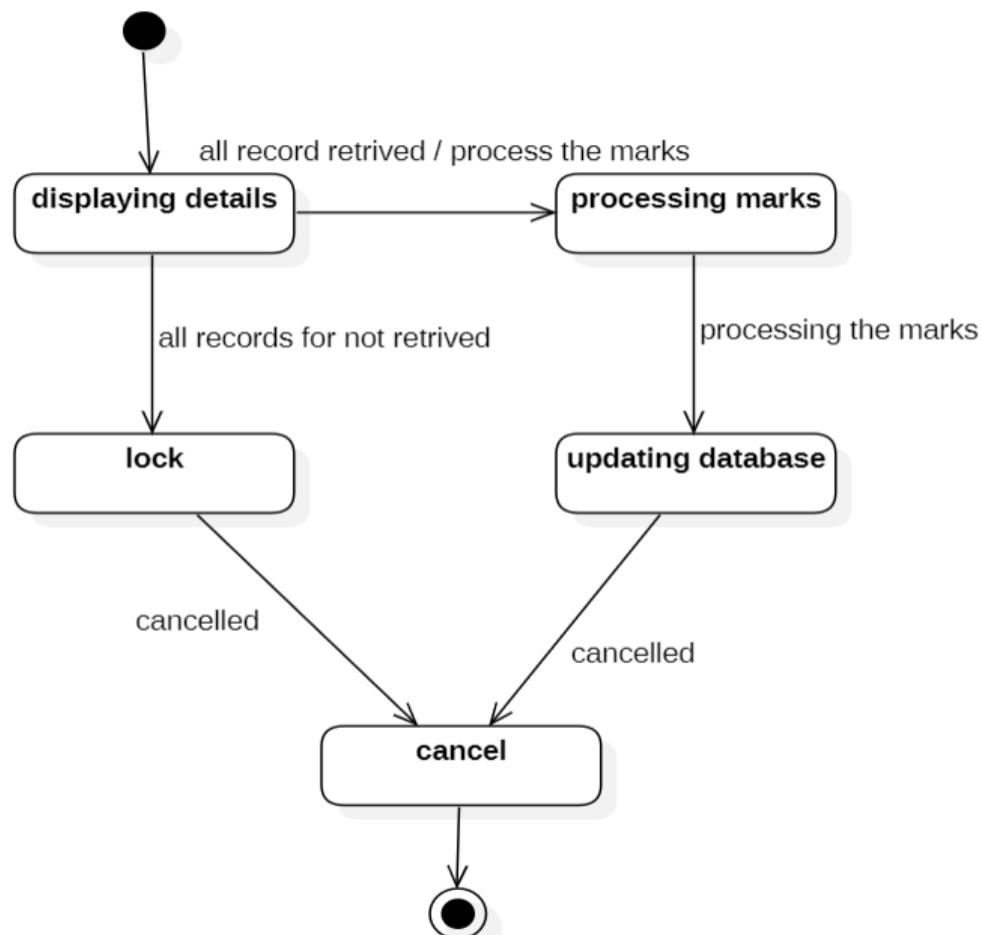 all record retrived / process the marks
displaying details
processing marks
all records for not retrived
processing the marks
lock
updating database
cancelled
cancelled
cancel